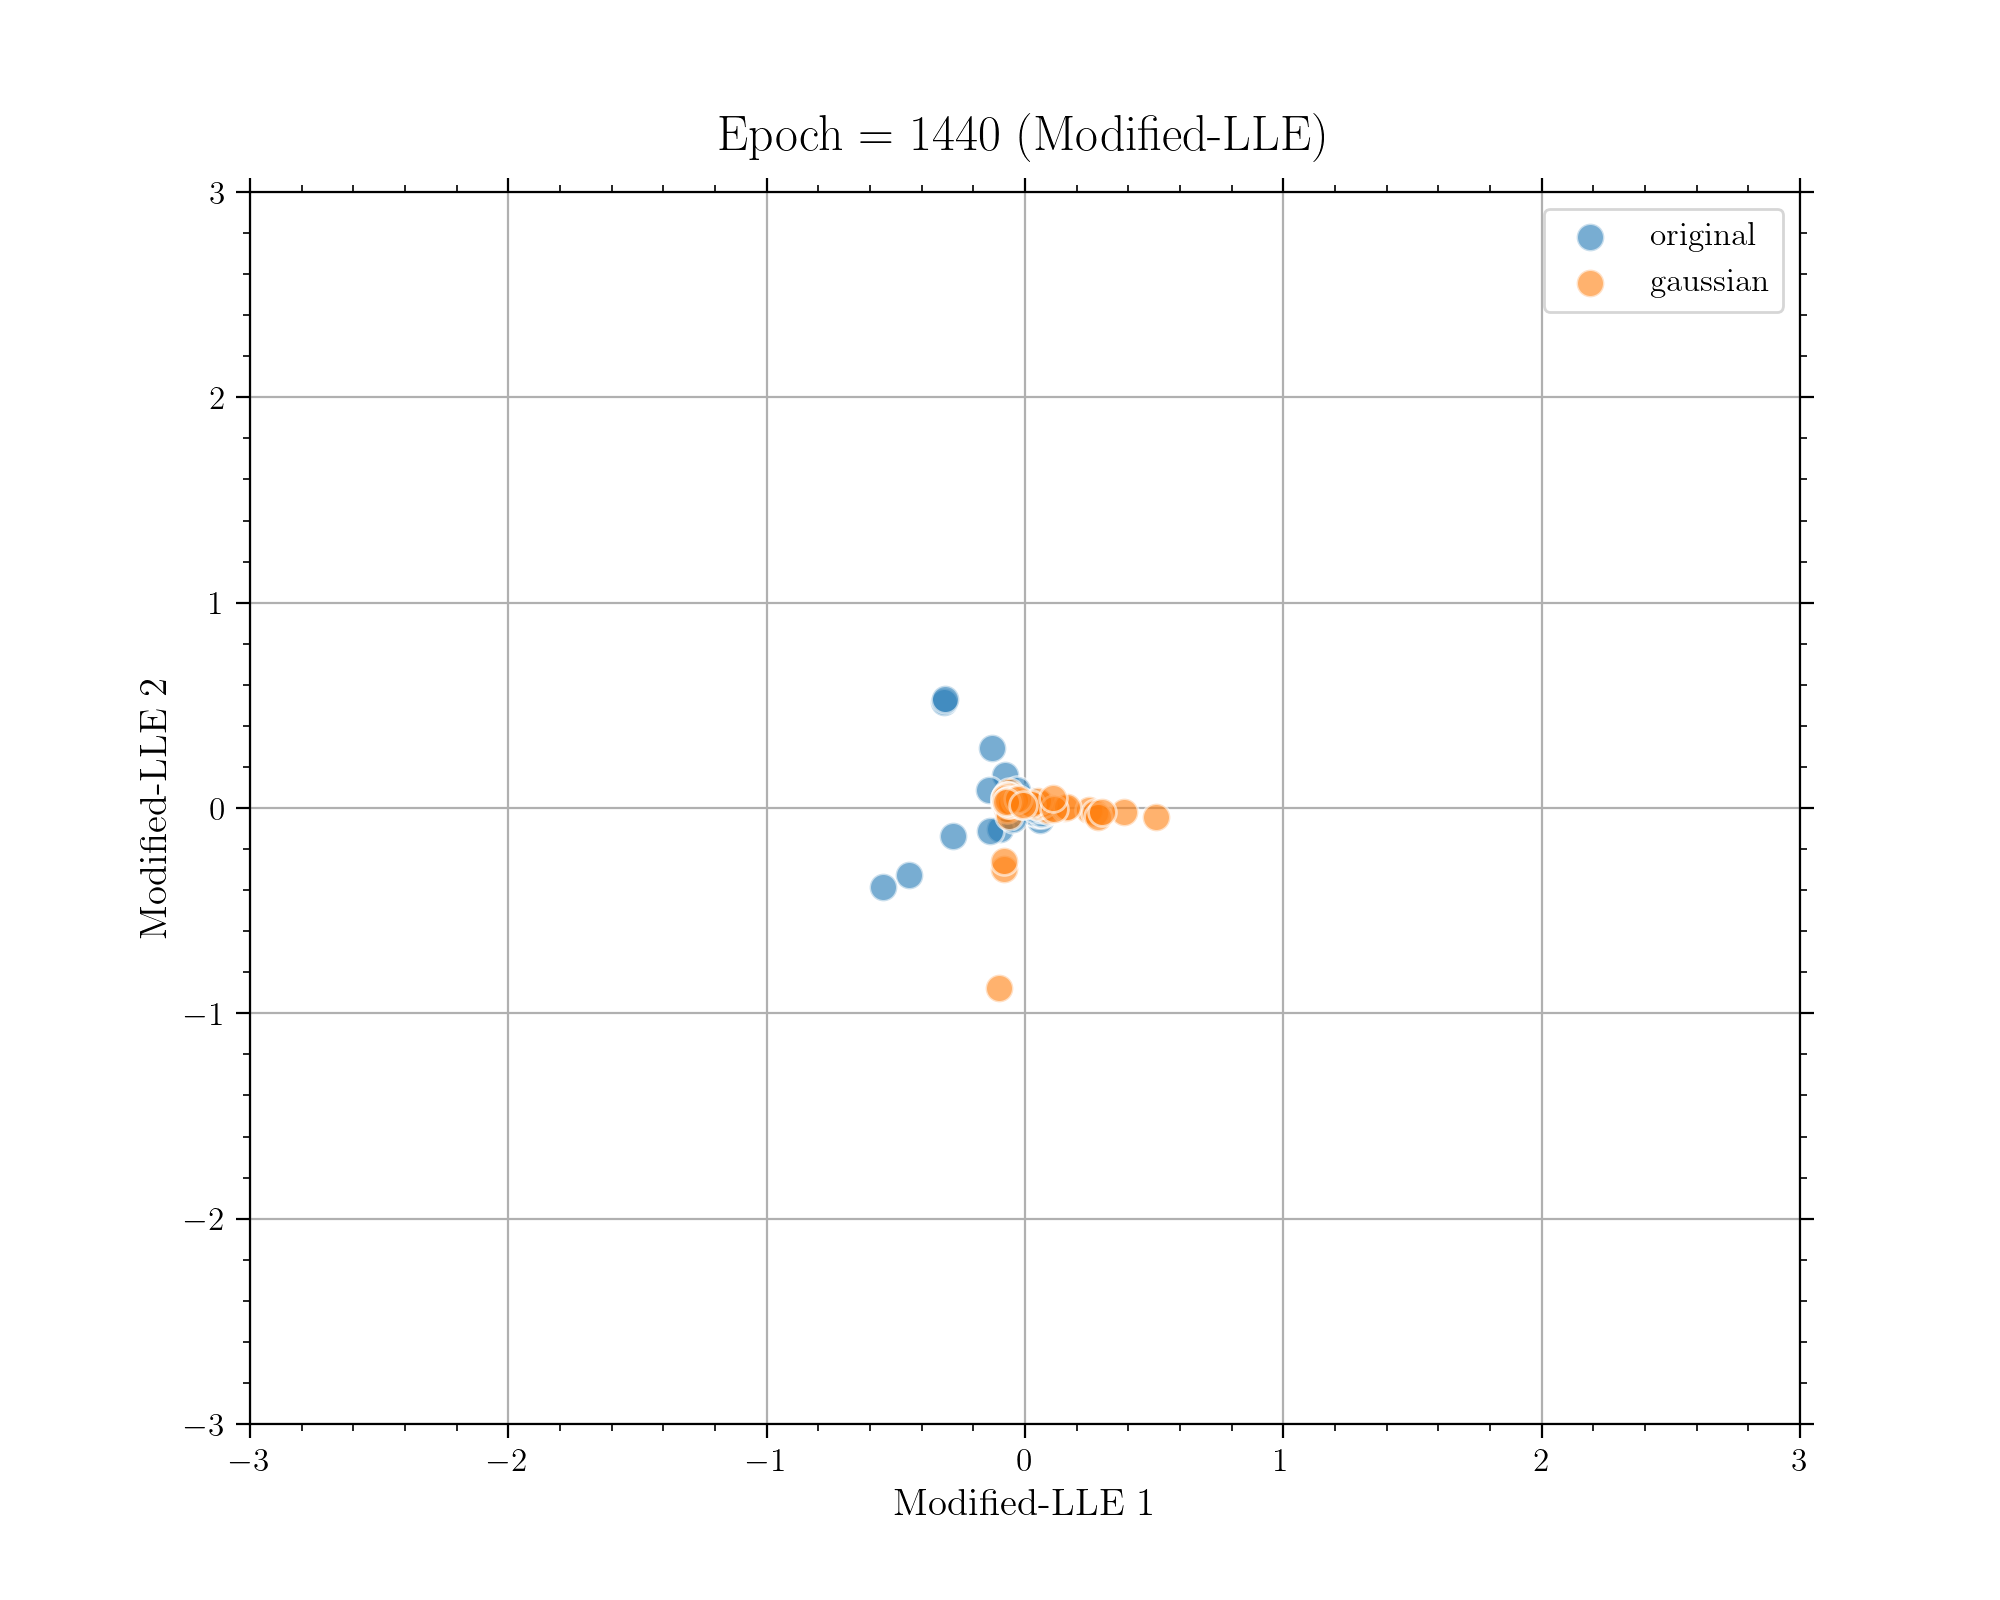 Epoch = 1440 (Modified-LLE)
original
gaussian
3
2
1
0
−1
−2
−3
Modified-LLE 2
−3 −2 −1 0 1 2 3
Modified-LLE 1